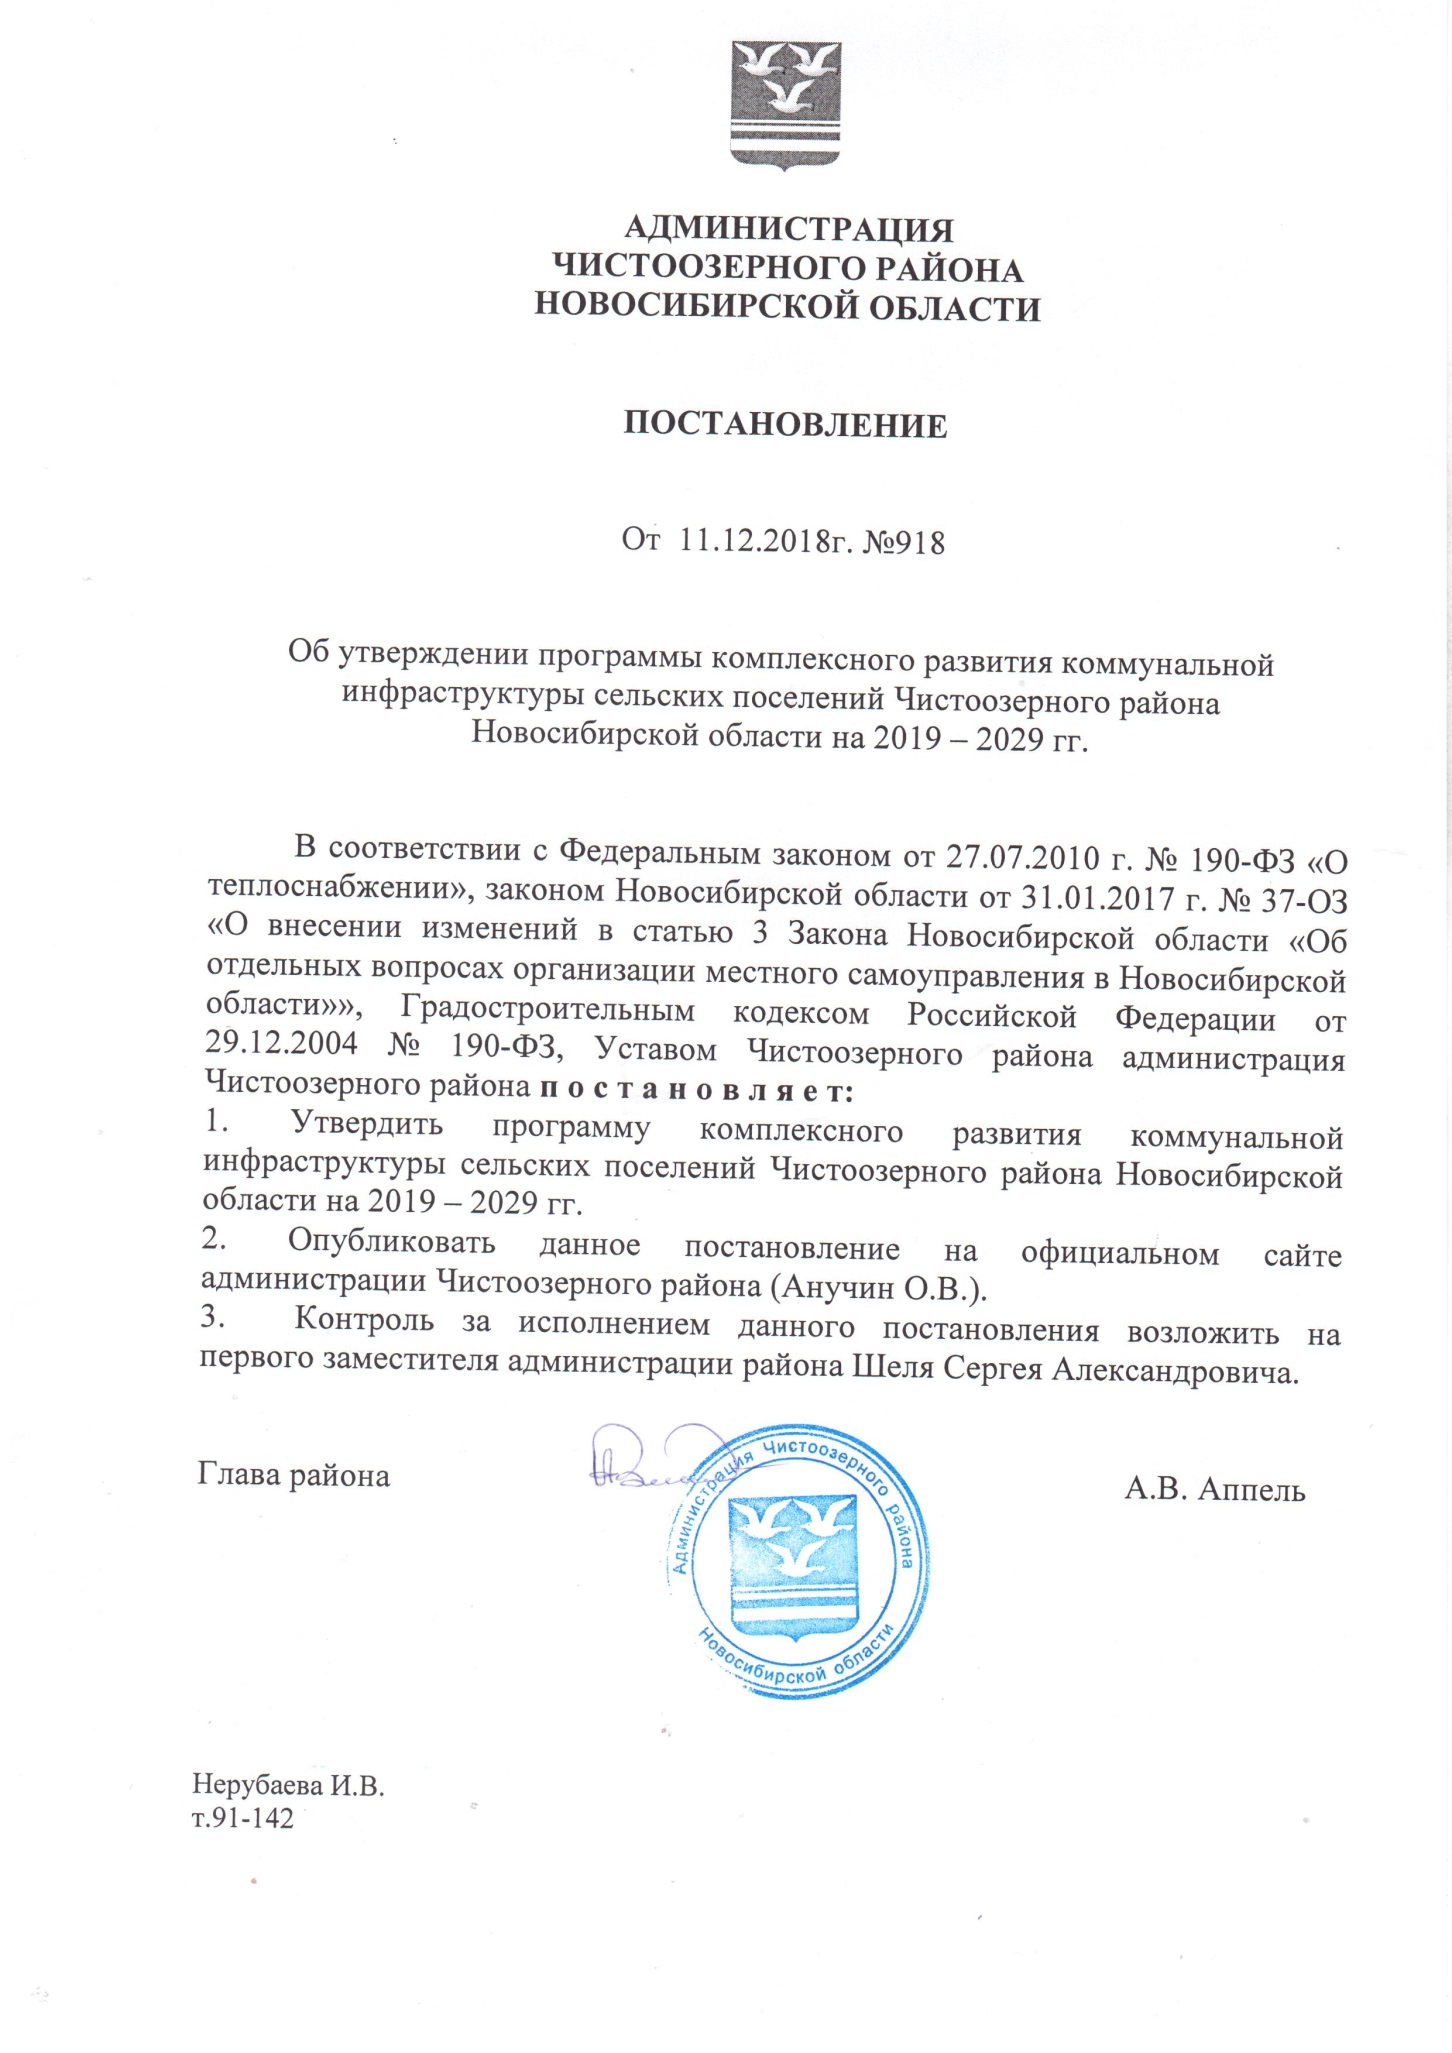 АДМИНИСТРАЦИЯ
ЧИСТООЗЕРНОГО РАЙОНА
НОВОСИБИРСКОЙ ОБЛАСТИ
ПОСТАНОВЛЕНИЕ
От 11.12.2018г. №918
Об утверждении программы комплексного развития коммунальной
инфраструктуры сельских поселений Чистоозерного района
Новосибирской области на 2019 – 2029 гг.
В соответствии с Федеральным законом от 27.07.2010 г. № 190-ФЗ «О
теплоснабжении», законом Новосибирской области от 31.01.2017 г. № 37-ОЗ
«О внесении изменений в статью 3 Закона Новосибирской области «Об
отдельных вопросах организации местного самоуправления в Новосибирской
области»», Градостроительным кодексом Российской Федерации от
29.12.2004 № 190-ФЗ, Уставом Чистоозерного района администрация
Чистоозерного района п о с т а н о в л я е т:
1. Утвердить программу комплексного развития коммунальной
инфраструктуры сельских поселений Чистоозерного района Новосибирской
области на 2019 – 2029 гг.
2. Опубликовать данное постановление на официальном сайте
администрации Чистоозерного района (Анучин О.В.).
3. Контроль за исполнением данного постановления возложить на
первого заместителя администрации района Шеля Сергея Александровича.
Глава района
А.В. Аппель
Администрация Чистоозерного района
Новосибирской области
Нерубаева И.В.
т.91-142